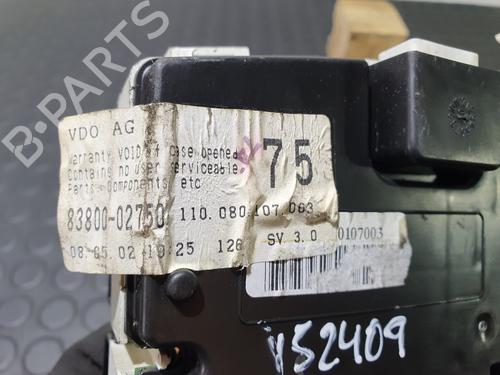 B-PARTS
VDO AG
Warranty VOID if case opened
Contains no user serviceable
Parts, Components, etc
75
83800-02750
110.080.107.063
08.05.02 10:25 126
SV 3.0
0107003
V52409